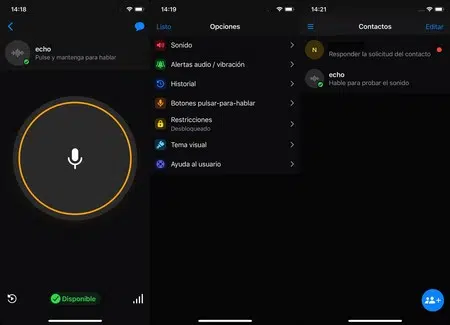 14:18
echo
Pulse y mantenga para hablar
Disponible
14:19
Listo
Opciones
Sonido
Alertas audio / vibración
Historial
Botones pulsar-para-hablar
Restricciones
Desbloqueado
Tema visual
Ayuda al usuario
14:21
Contactos
Editar
N
Responder la solicitud del contacto
echo
Hable para probar el sonido